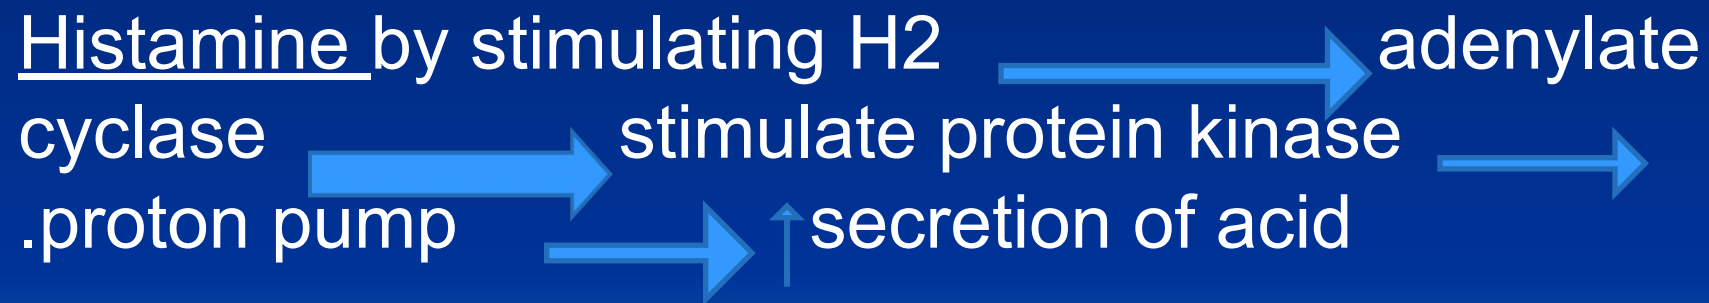 Histamine by stimulating H2 adenylate
cyclase stimulate protein kinase
.proton pump secretion of acid